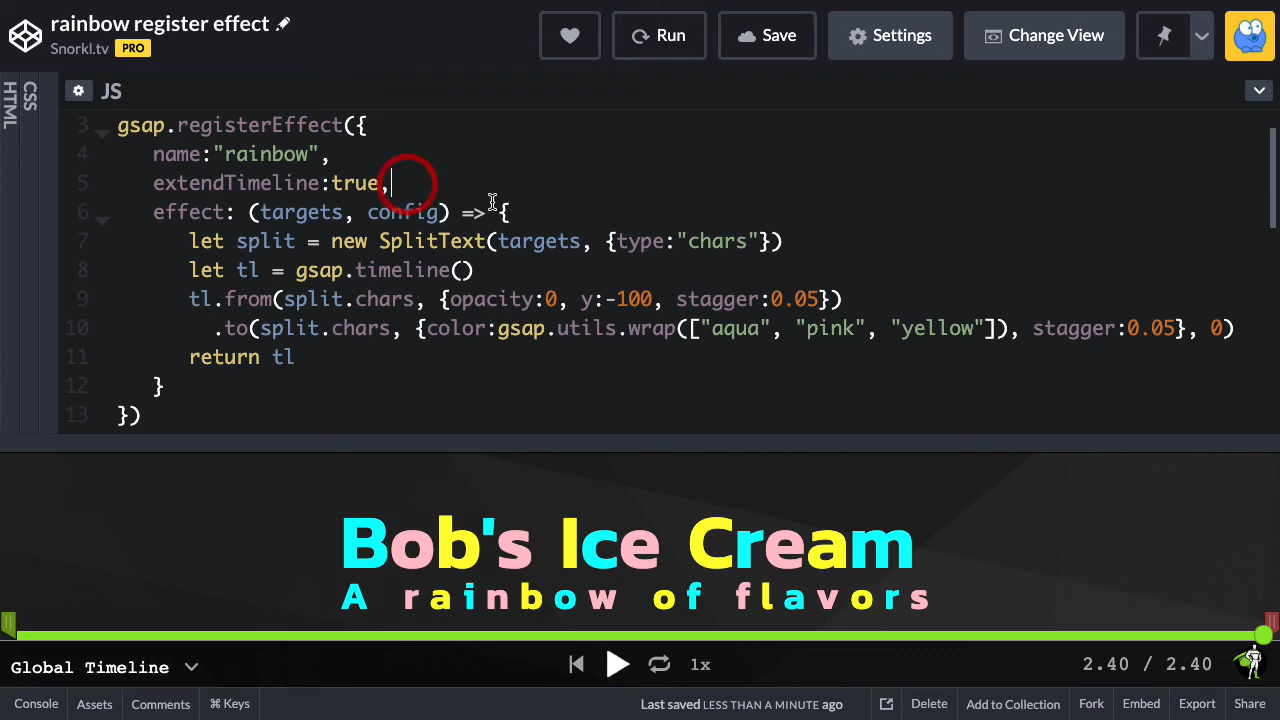 rainbow register effect
Snorkl.tv PRO
Run
Save
Settings
Change View
HTML
CSS
JS
3 gsap.registerEffect({
4 name:"rainbow",
5 extendTimeline:true,
6 effect: (targets, config) => {
7 let split = new SplitText(targets, {type:"chars"})
8 let tl = gsap.timeline()
9 tl.from(split.chars, {opacity:0, y:-100, stagger:0.05})
10 .to(split.chars, {color:gsap.utils.wrap(["aqua", "pink", "yellow"]), stagger:0.05}, 0)
11 return tl
12 }
13 })
Bob's Ice Cream
A rainbow of flavors
Global Timeline
1x
2.40 / 2.40
Console
Assets
Comments
⌘ Keys
Last saved LESS THAN A MINUTE ago
Delete
Add to Collection
Fork
Embed
Export
Share